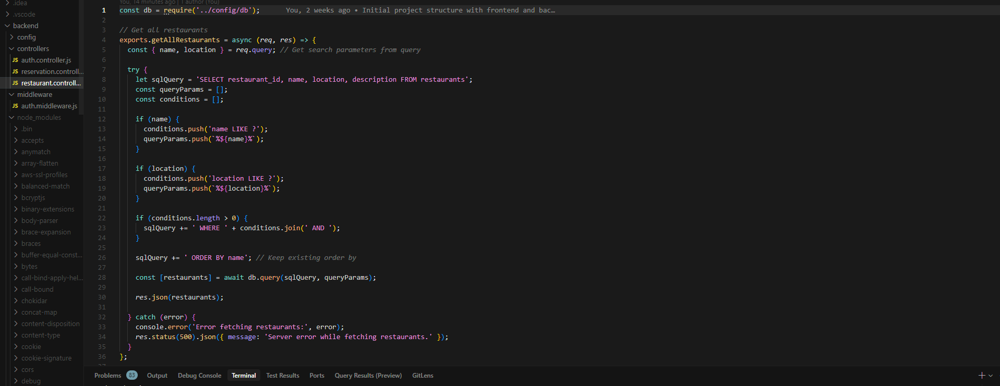 .idea
.vscode
backend
config
controllers
JS auth.controller.js
JS reservation.controll...
JS restaurant.controll...
middleware
JS auth.middleware.js
node_modules
.bin
accepts
anymatch
array-flatten
aws-ssl-profiles
balanced-match
bcryptjs
binary-extensions
body-parser
brace-expansion
braces
buffer-equal-const...
bytes
call-bind-apply-hel...
call-bound
chokidar
concat-map
content-disposition
content-type
cookie
cookie-signature
cors
debug
You, 14 minutes ago | 1 author (You)
1 const db = require('../config/db'); You, 2 weeks ago • Initial project structure with frontend and bac…
2
3 // Get all restaurants
4 exports.getAllRestaurants = async (req, res) => {
5 const { name, location } = req.query; // Get search parameters from query
6
7 try {
8 let sqlQuery = 'SELECT restaurant_id, name, location, description FROM restaurants';
9 const queryParams = [];
10 const conditions = [];
11
12 if (name) {
13 conditions.push('name LIKE ?');
14 queryParams.push(`%${name}%`);
15 }
16
17 if (location) {
18 conditions.push('location LIKE ?');
19 queryParams.push(`%${location}%`);
20 }
21
22 if (conditions.length > 0) {
23 sqlQuery += ' WHERE ' + conditions.join(' AND ');
24 }
25
26 sqlQuery += ' ORDER BY name'; // Keep existing order by
27
28 const [restaurants] = await db.query(sqlQuery, queryParams);
29
30 res.json(restaurants);
31
32 } catch (error) {
33 console.error('Error fetching restaurants:', error);
34 res.status(500).json({ message: 'Server error while fetching restaurants.' });
35 }
36 };
Problems 83 Output Debug Console Terminal Test Results Ports Query Results (Preview) GitLens